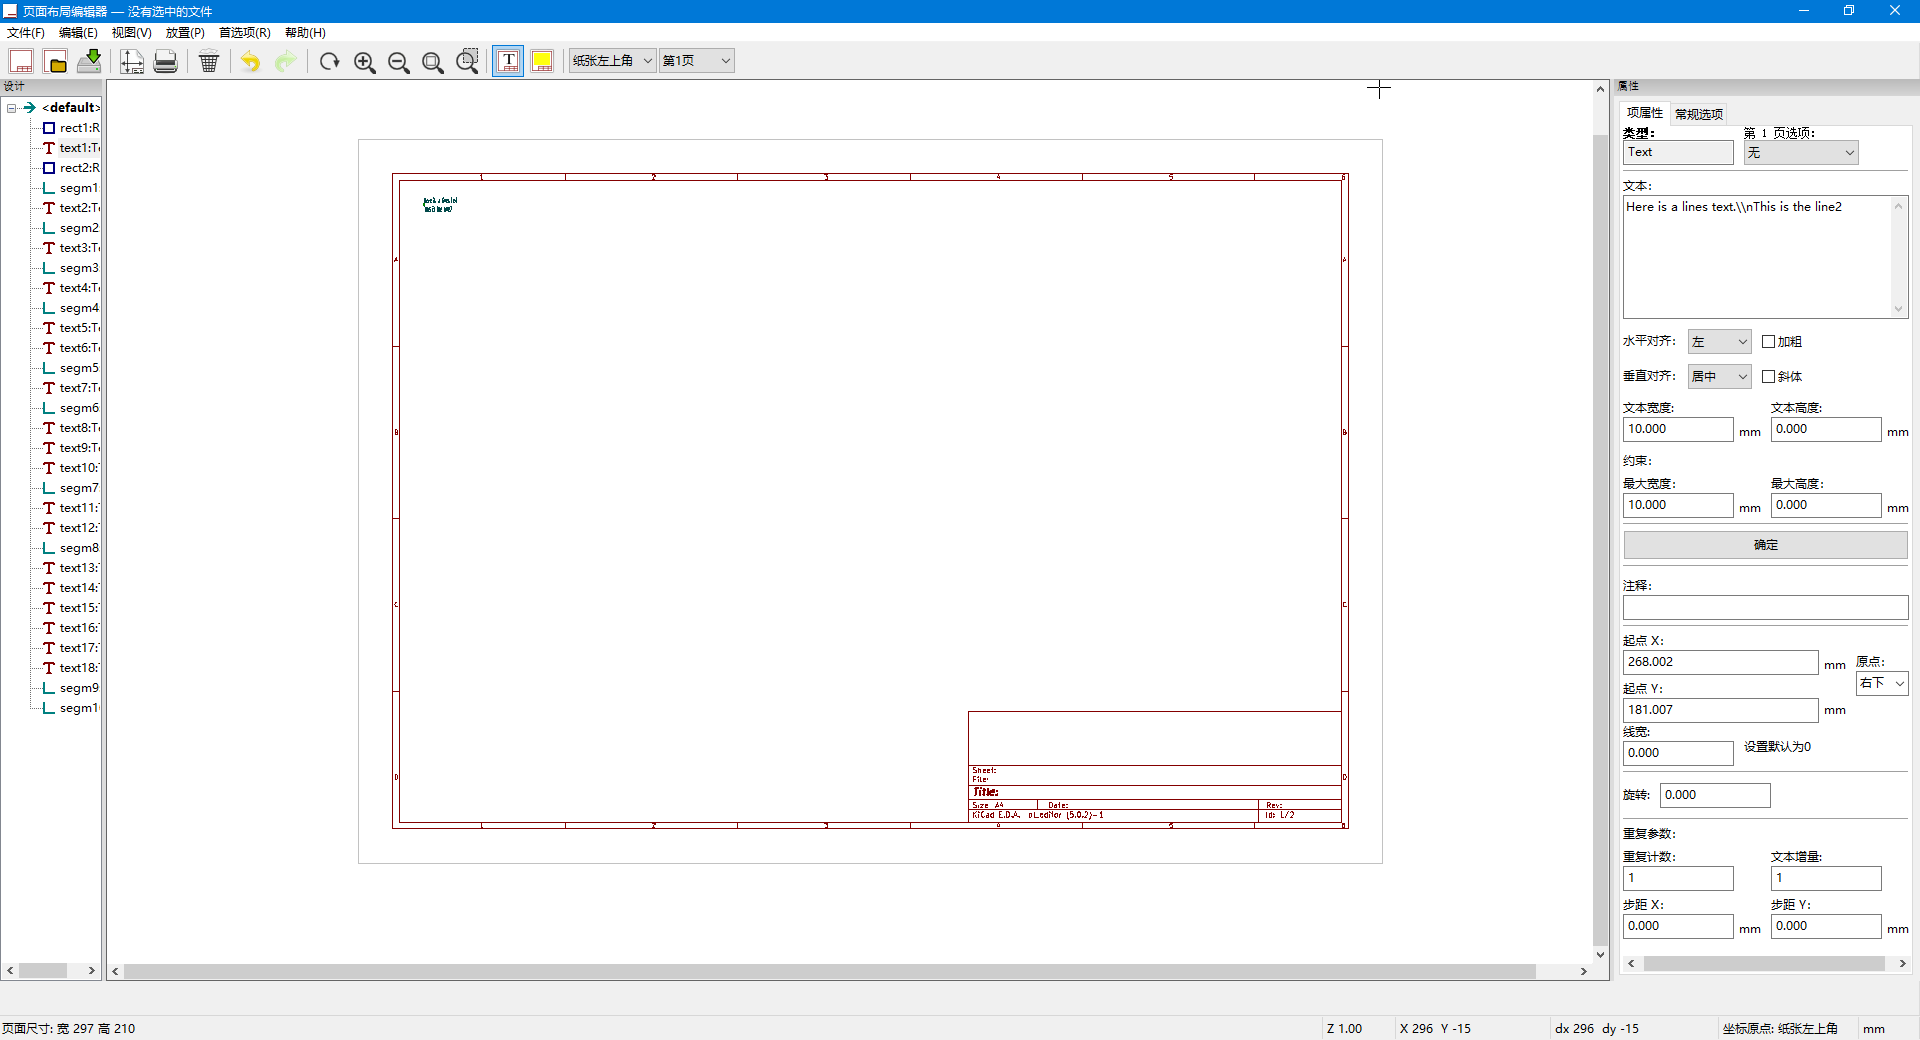 页面布局编辑器 — 没有选中的文件
文件(F) 编辑(E) 视图(V) 放置(P) 首选项(R) 帮助(H)
T 纸张左上角 第1页
设计
<default>
rect1:R
text1:T
rect2:R
segm1
text2:T
segm2
text3:T
segm3
text4:T
segm4
text5:T
text6:T
segm5
text7:T
segm6
text8:T
text9:T
text10:
segm7
text11:
text12:
segm8
text13:
text14:
text15:
text16:
text17:
text18:
segm9
segm1
1 2 3 4 5 6
A A
B B
C C
D D
1 2 3 4 5 6
Sheet:
File:
Title:
Size: A4 Date: Rev:
KiCad E.D.A. pl_editor (5.0.2)-1 Id: 1/2
属性
项属性 常规选项
类型: 第 1 页选项:
Text 无
文本:
Here is a lines text.\\nThis is the line2
水平对齐: 左 加粗
垂直对齐: 居中 斜体
文本宽度: 文本高度:
10.000 mm 0.000 mm
约束:
最大宽度: 最大高度:
10.000 mm 0.000 mm
确定
注释:
起点 X:
268.002 mm 原点:
右下
起点 Y:
181.007 mm
线宽:
0.000 设置默认为0
旋转: 0.000
重复参数:
重复计数: 文本增量:
1 1
步距 X: 步距 Y:
0.000 mm 0.000 mm
页面尺寸: 宽 297 高 210 Z 1.00 X 296 Y -15 dx 296 dy -15 坐标原点: 纸张左上角 mm